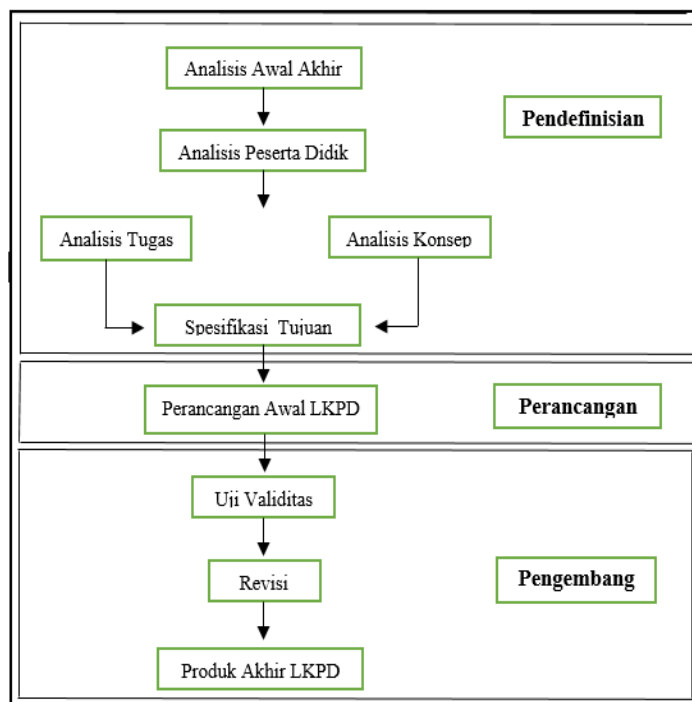 Analisis Awal Akhir
Pendefinisian
Analisis Peserta Didik
Analisis Tugas
Analisis Konsep
Spesifikasi Tujuan
Perancangan Awal LKPD
Perancangan
Uji Validitas
Revisi
Pengembang
Produk Akhir LKPD